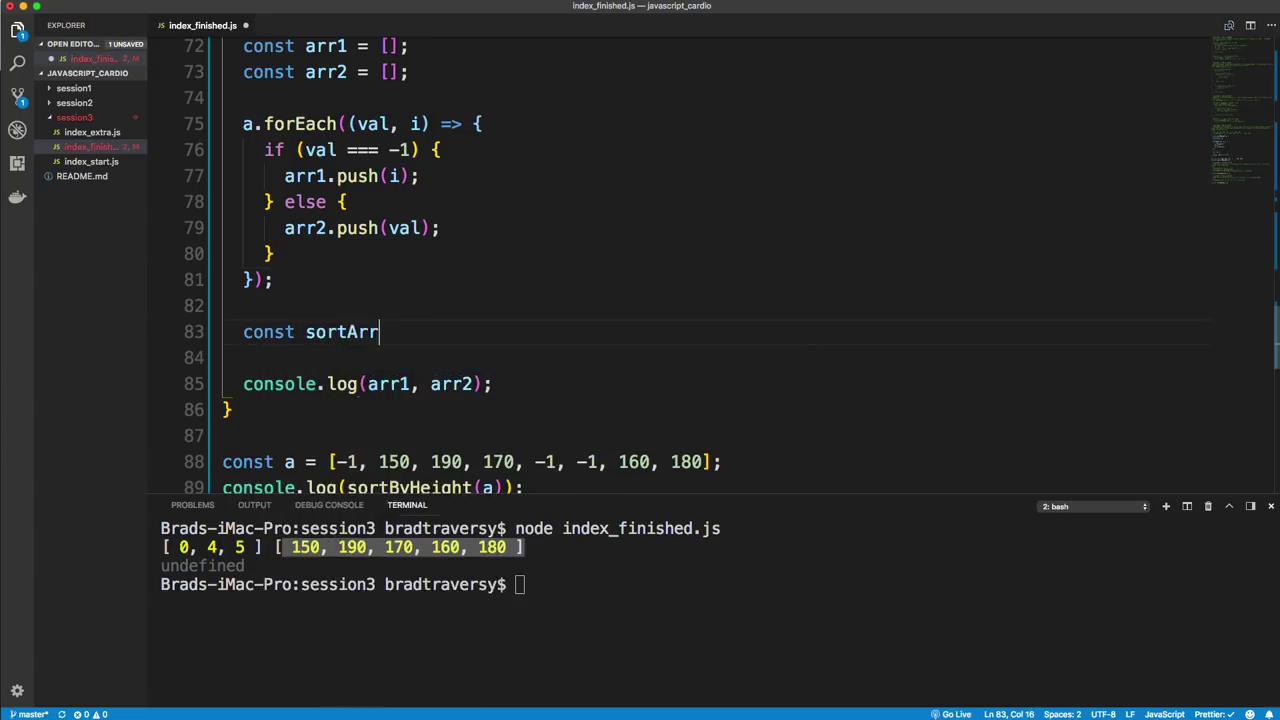 index_finished.js — javascript_cardio
EXPLORER
index_finished.js
OPEN EDITO... 1 UNSAVED
index_finis... 2, M
JAVASCRIPT_CARDIO
session1
session2
session3
JS index_extra.js
JS index_finish... 2, M
JS index_start.js
README.md
72 const arr1 = [];
73 const arr2 = [];
74
75 a.forEach((val, i) => {
76 if (val === -1) {
77 arr1.push(i);
78 } else {
79 arr2.push(val);
80 }
81 });
82
83 const sortArr
84
85 console.log(arr1, arr2);
86 }
87
88 const a = [-1, 150, 190, 170, -1, -1, 160, 180];
89 console.log(sortByHeight(a));
PROBLEMS OUTPUT DEBUG CONSOLE TERMINAL
2: bash
Brads-iMac-Pro:session3 bradtraversy$ node index_finished.js
[ 0, 4, 5 ] [ 150, 190, 170, 160, 180 ]
undefined
Brads-iMac-Pro:session3 bradtraversy$
master* 0 0 Go Live Ln 83, Col 16 Spaces: 2 UTF-8 LF JavaScript Prettier: ✓